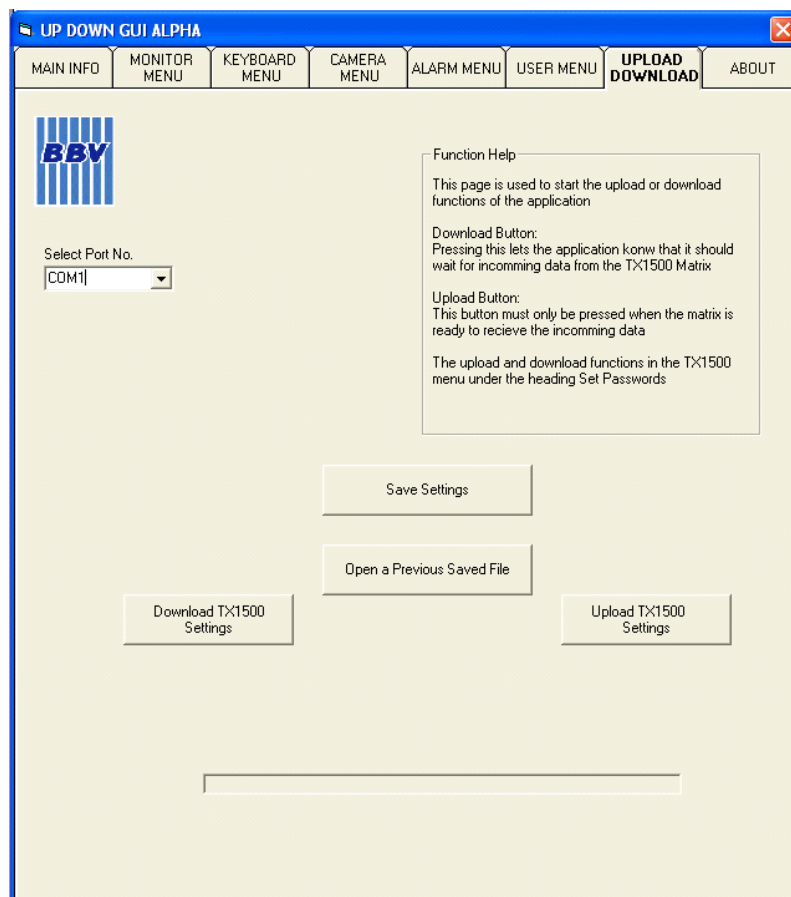 UP DOWN GUI ALPHA
MAIN INFO
MONITOR
MENU
KEYBOARD
MENU
CAMERA
MENU
ALARM MENU
USER MENU
UPLOAD
DOWNLOAD
ABOUT
BBV
Function Help
This page is used to start the upload or download
functions of the application
Download Button:
Pressing this lets the application konw that it should
wait for incomming data from the TX1500 Matrix
Upload Button:
This button must only be pressed when the matrix is
ready to recieve the incomming data
The upload and download functions in the TX1500
menu under the heading Set Passwords
Select Port No.
COM1
Save Settings
Open a Previous Saved File
Download TX1500
Settings
Upload TX1500
Settings